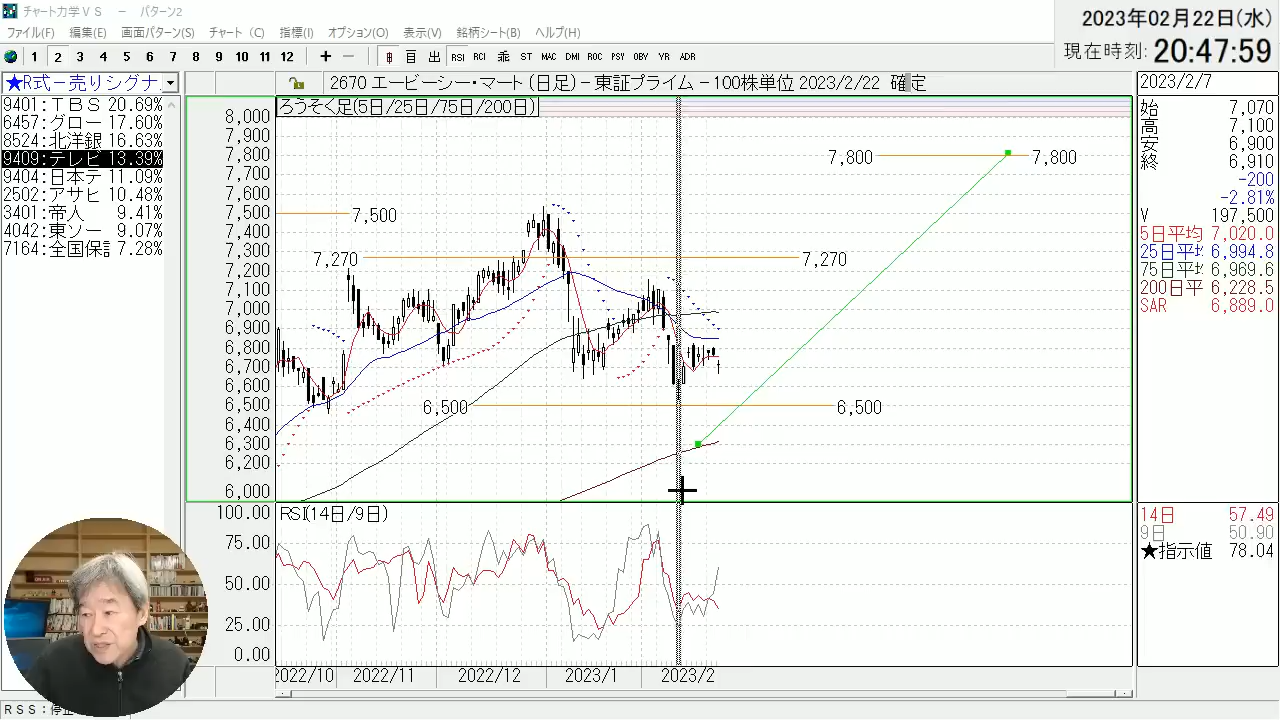 チャート力学VS － パターン2
2023年02月22日(水)
現在時刻: 20:47:59
ファイル(F) 編集(E) 画面パターン(S) チャート (C) 指標(I) オプション(O) 表示(V) 銘柄シート(B) ヘルプ(H)
1 2 3 4 5 6 7 8 9 10 11 12 + － 日 出 RSI RCI 乖 ST MAC DMI ROC PSY OBV VR ADR
★R式－売りシグナ
2670 エービーシー・マート (日足)－東証プライム －100株単位 2023/2/22 確定
2023/2/7
9401:TBS 20.69%
6457:グロー 17.60%
8524:北洋銀 16.63%
9409:テレビ 13.39%
9404:日本テ 11.09%
2502:アサヒ 10.48%
3401:帝人 9.41%
4042:東ソー 9.07%
7164:全国保証 7.28%
ろうそく足(5日/25日/75日/200日)
8,000
7,900
7,800
7,700
7,600
7,500
7,400
7,300
7,200
7,100
7,000
6,900
6,800
6,700
6,600
6,500
6,400
6,300
6,200
6,000
7,800 7,800
7,500
7,270 7,270
6,500 6,500
始 7,070
高 7,100
安 6,900
終 6,910
-200
-2.81%
V 197,500
5日平均 7,020.0
25日平均 6,994.8
75日平均 6,969.6
200日平 6,228.5
SAR 6,889.0
RSI(14日/9日)
100.00
75.00
50.00
25.00
0.00
14日 57.49
9日 50.90
★指示値 78.04
2022/10 2022/11 2022/12 2023/1 2023/2
RSS:停止